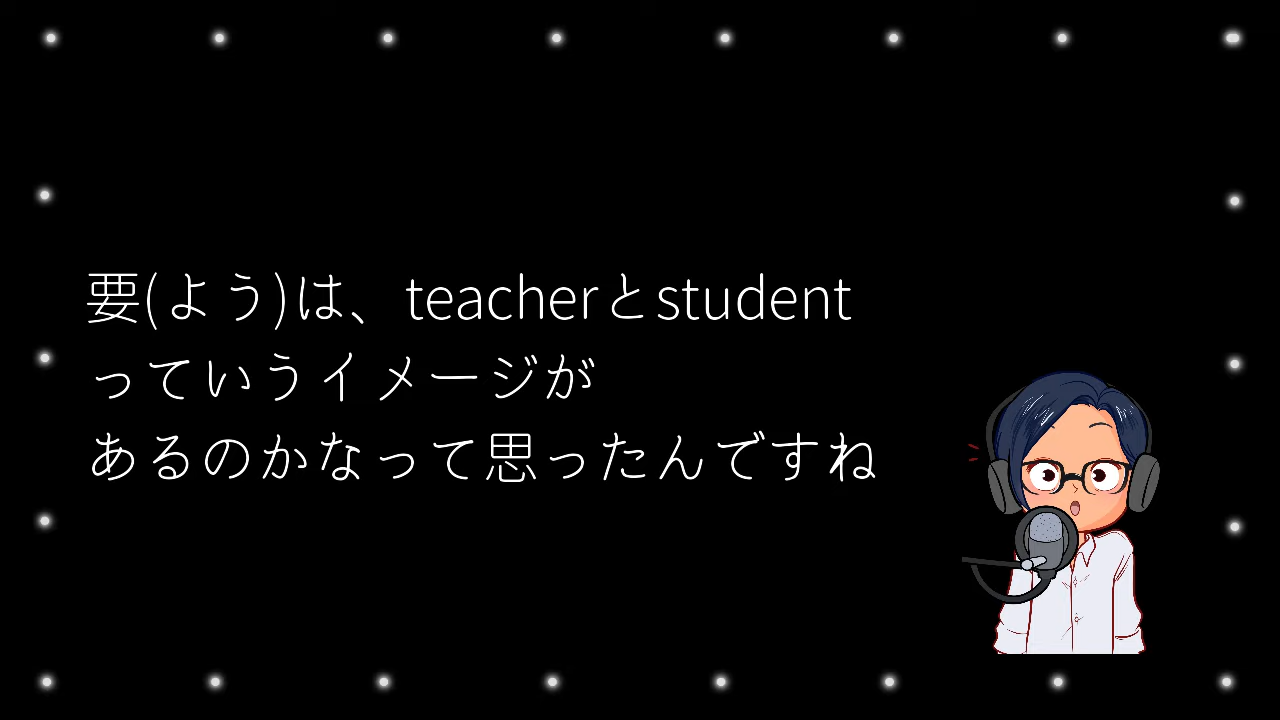 要(よう)は、teacherとstudent
っていうイメージが
あるのかなって思ったんですね